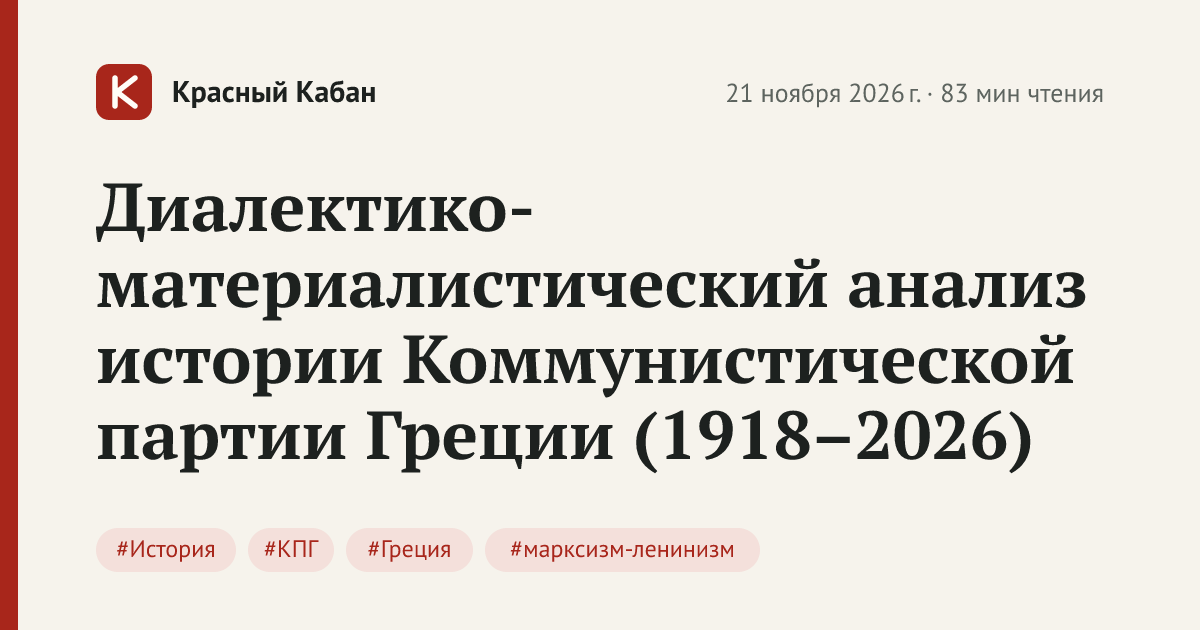 К
Красный Кабан
21 ноября 2026 г. · 83 мин чтения
Диалектико-
материалистический анализ
истории Коммунистической
партии Греции (1918–2026)
#История #КПГ #Греция #марксизм-ленинизм